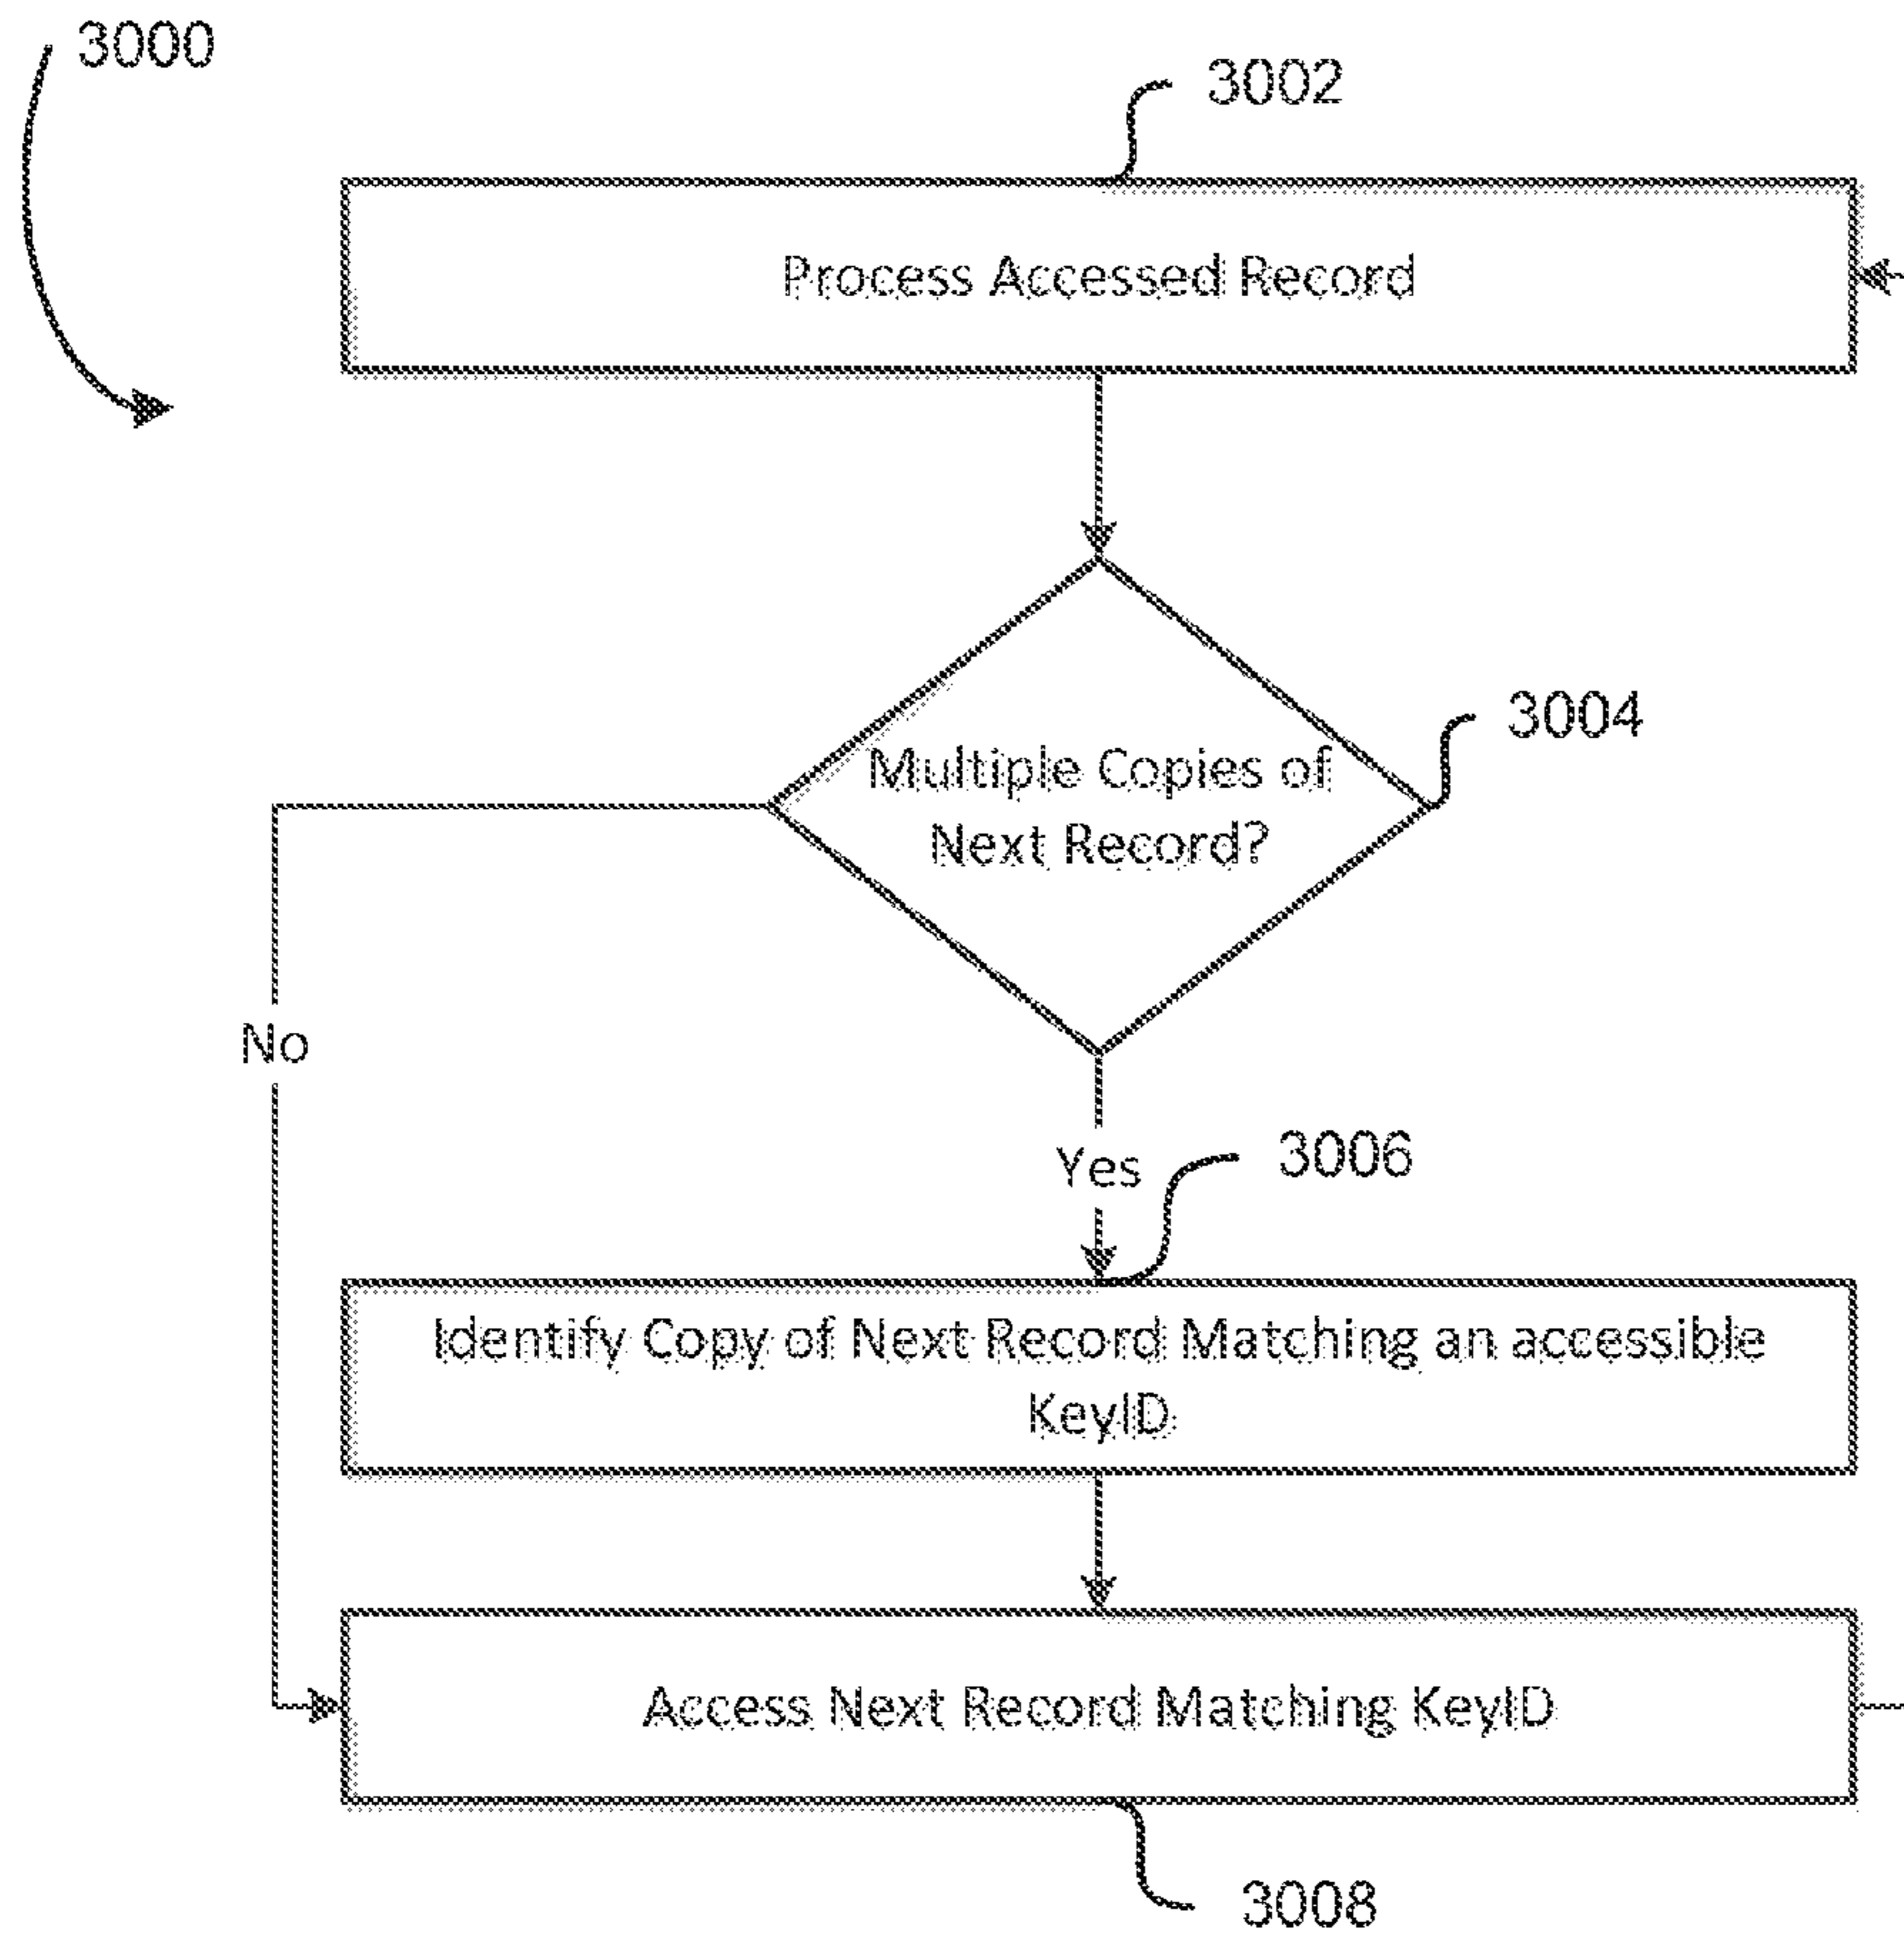 3000
3002
Process Accessed Record
3004
Multiple Copies of
Next Record?
No
Yes
3006
Identify Copy of Next Record Matching an accessible
KeyID
Access Next Record Matching KeyID
3008